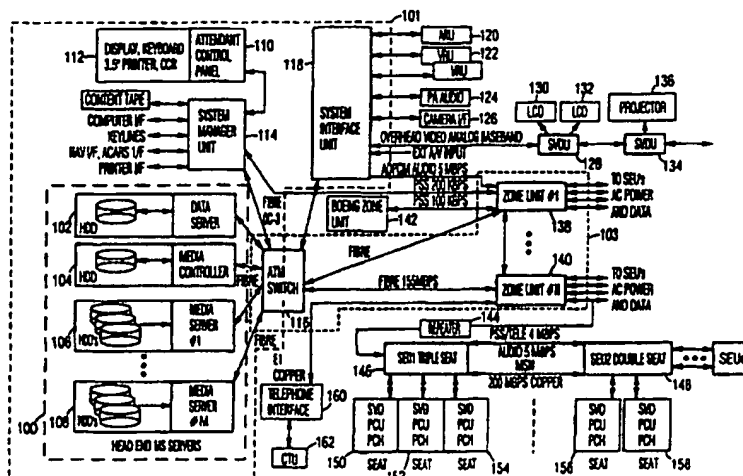 101
112
DISPLAY, KEYBOARD
3.5" PRINTER, CCR
ATTENDANT
CONTROL
PANEL
110
CONTENT TAPE
COMPUTER I/F
KEYLINES
NAV I/F, ACARS I/F
PRINTER I/F
SYSTEM
MANAGER
UNIT
114
118
SYSTEM
INTERFACE
UNIT
120
VRU
122
VRU
PA AUDIO
124
CAMERA I/F
126
OVERHEAD VIDEO ANALOG BASEBAND
EXT A/V INPUT
ADPCM AUDIO 5 MBPS
PSS 200 KBPS
PSS 100 KBPS
130
LCD
132
LCD
136
PROJECTOR
SVDU
128
SVDU
134
FIBRE
OC-3
BOEING ZONE
UNIT
142
ZONE UNIT #1
138
TO SEU's
AC POWER
AND DATA
103
102
HDD
DATA
SERVER
104
HDD
MEDIA
CONTROLLER
FIBRE
106
HDD's
MEDIA
SERVER
#1
108
HDD's
MEDIA
SERVER
#M
100
HEAD END MS SERVERS
ATM
SWITCH
116
FIBRE
FIBRE 155MBPS
140
ZONE UNIT #N
TO SEU's
AC POWER
AND DATA
144
REPEATER
FIBRE
E1
COPPER
TELEPHONE
INTERFACE
160
CTU
162
146
SEU1 TRIPLE SEAT
PSS/TELE 4 MBPS
AUDIO 5 MBPS
MSN
200 MBPS COPPER
SEU2 DOUBLE SEAT
148
SVD
PCU
PCH
SVD
PCU
PCH
SVD
PCU
PCH
150
SEAT
152
SEAT
SEAT
154
SVD
PCU
PCH
SVD
PCU
PCH
156
SEAT
SEAT
158